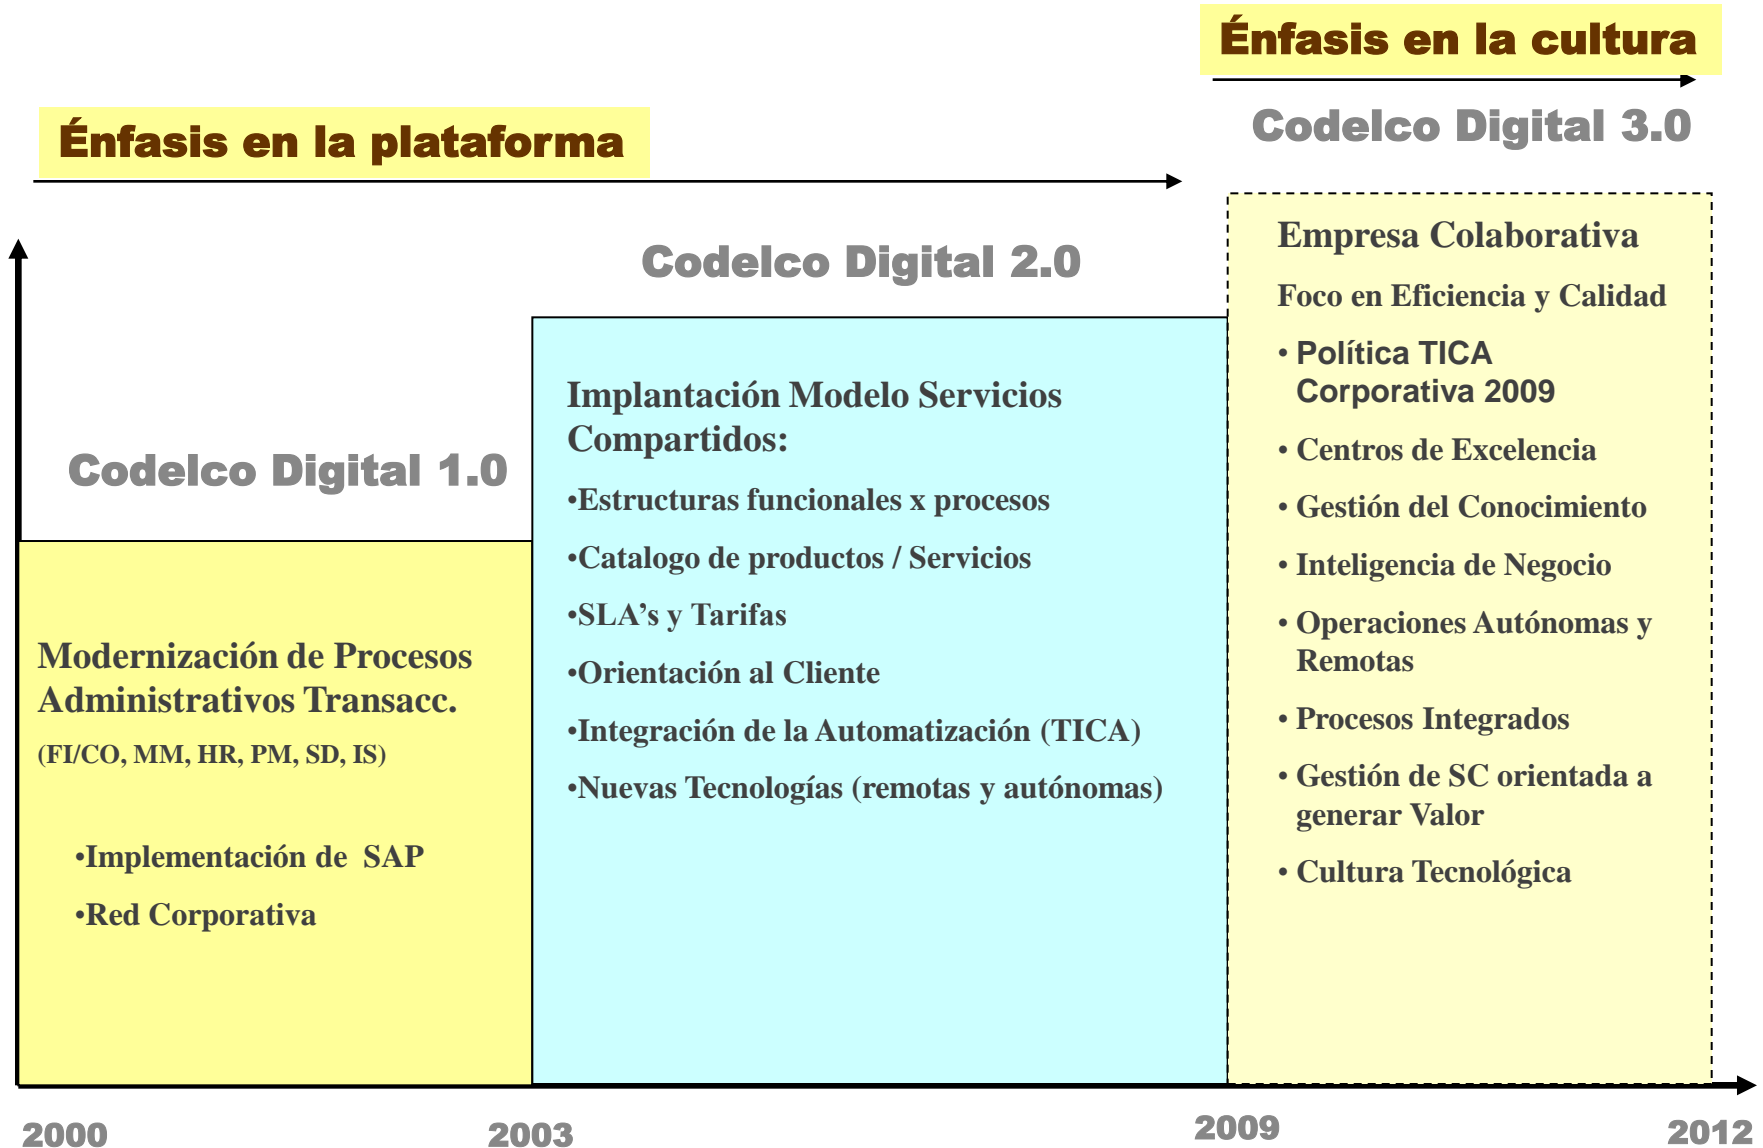 Énfasis en la cultura
Codelco Digital 3.0
Énfasis en la plataforma
Codelco Digital 2.0
Codelco Digital 1.0
Modernización de Procesos
Administrativos Transacc.
(FI/CO, MM, HR, PM, SD, IS)
•Implementación de SAP
•Red Corporativa
Implantación Modelo Servicios
Compartidos:
•Estructuras funcionales x procesos
•Catalogo de productos / Servicios
•SLA’s y Tarifas
•Orientación al Cliente
•Integración de la Automatización (TICA)
•Nuevas Tecnologías (remotas y autónomas)
Empresa Colaborativa
Foco en Eficiencia y Calidad
• Política TICA
Corporativa 2009
• Centros de Excelencia
• Gestión del Conocimiento
• Inteligencia de Negocio
• Operaciones Autónomas y
Remotas
• Procesos Integrados
• Gestión de SC orientada a
generar Valor
• Cultura Tecnológica
2000
2003
2009
2012